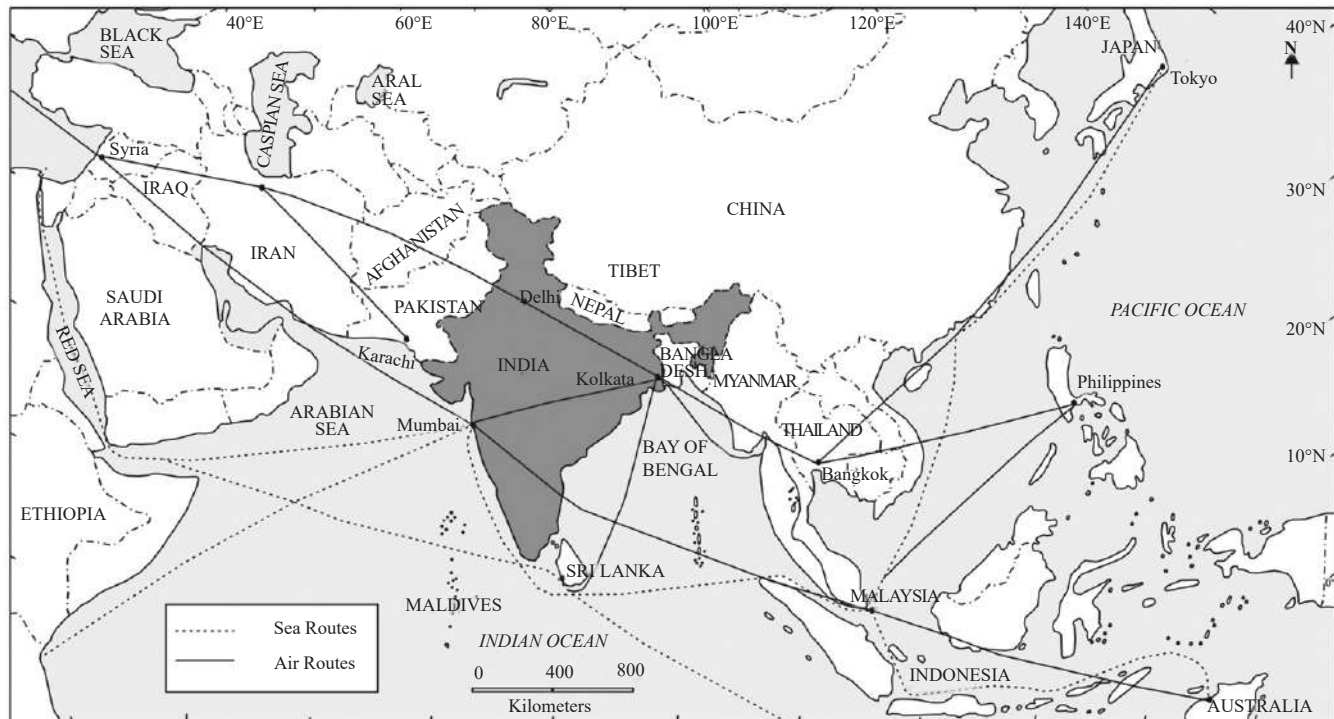 40°E 60°E 80°E 100°E 120°E 140°E 40°N
BLACK
SEA
JAPAN
N
Tokyo
CASPIAN SEA
ARAL
SEA
Syria
IRAQ
30°N
CHINA
IRAN
AFGHANISTAN
TIBET
SAUDI
ARABIA
PAKISTAN
Delhi
NEPAL
PACIFIC OCEAN
20°N
RED SEA
Karachi
INDIA
BANGLA
DESH
Kolkata
MYANMAR
Philippines
ARABIAN
SEA
Mumbai
THAILAND
BAY OF
BENGAL
Bangkok
10°N
ETHIOPIA
SRI LANKA
MALDIVES
MALAYSIA
Sea Routes
Air Routes
INDIAN OCEAN
0 400 800
Kilometers
INDONESIA
AUSTRALIA